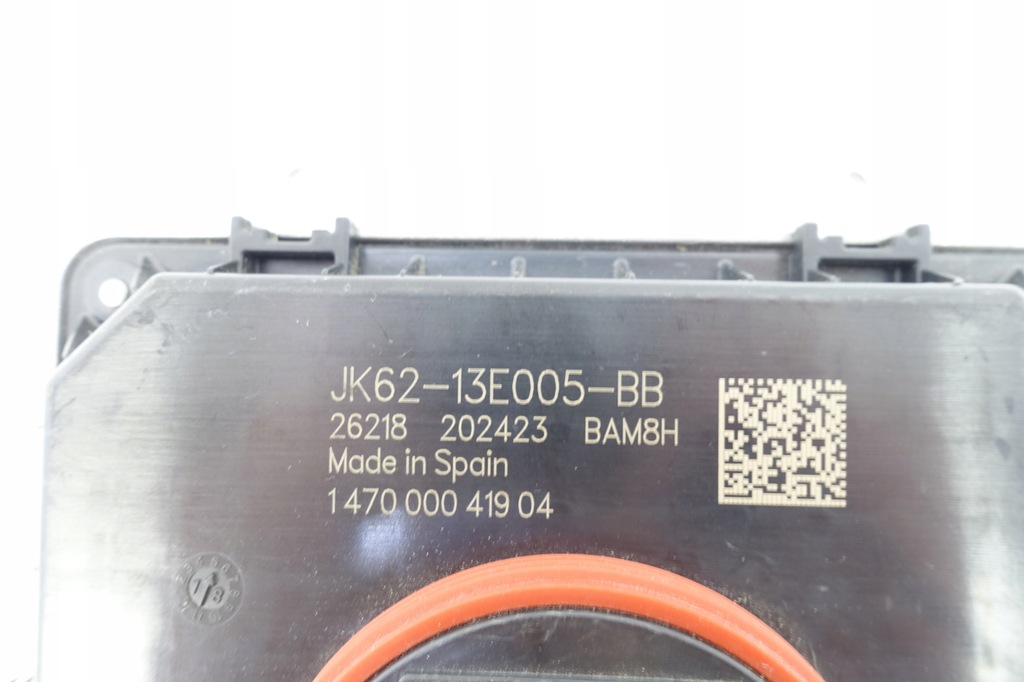 JK62-13E005-BB
26218 202423 BAM8H
Made in Spain
1 470 000 419 04